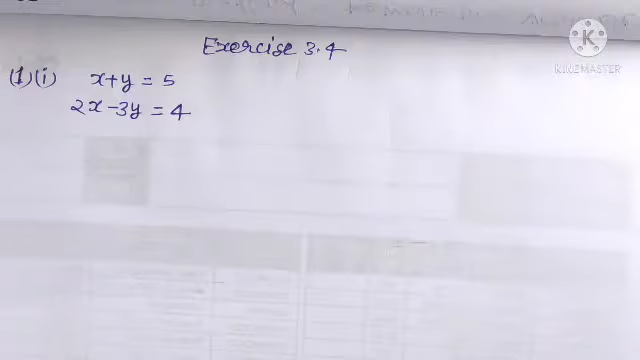 Exercise 3.4
(1)(i) x+y = 5
2x-3y = 4
KINEMASTER